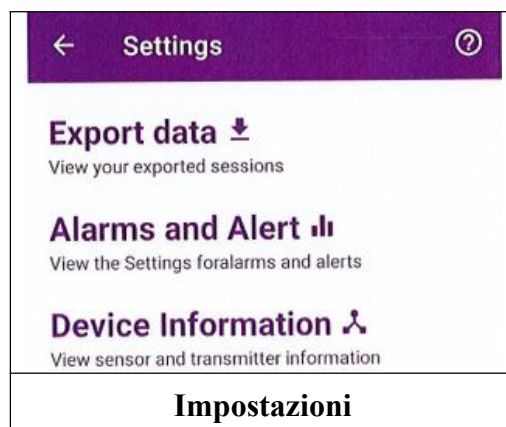 Settings
Export data
View your exported sessions
Alarms and Alert
View the Settings foralarms and alerts
Device Information
View sensor and transmitter information
Impostazioni